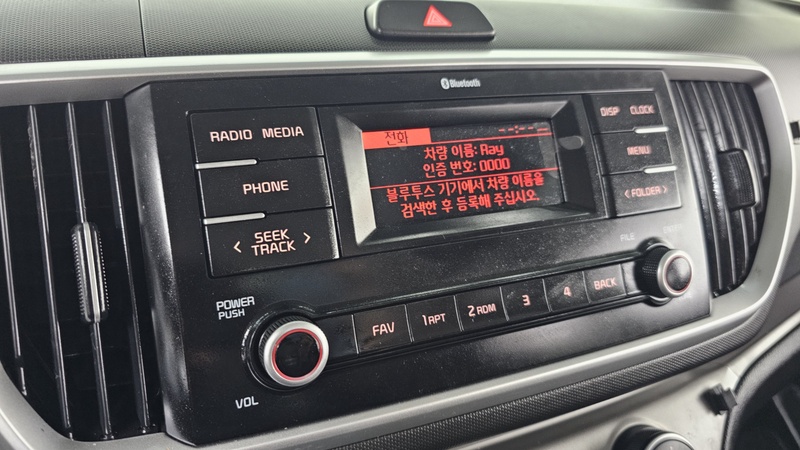 Bluetooth
RADIO MEDIA
PHONE
< SEEK TRACK >
POWER
PUSH
VOL
전화
--:--
차량 이름: Ray
인증 번호: 0000
블루투스 기기에서 차량 이름을
검색한 후 등록해 주십시오.
DISP CLOCK
MENU
< FOLDER >
FILE
FAV
1 RPT
2 RDM
3
4
BACK